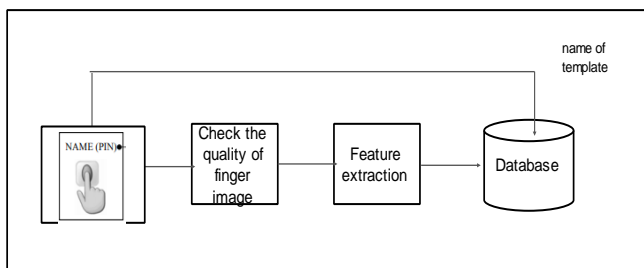 name of
template
NAME (PIN)
Check the
quality of
finger
image
Feature
extraction
Database